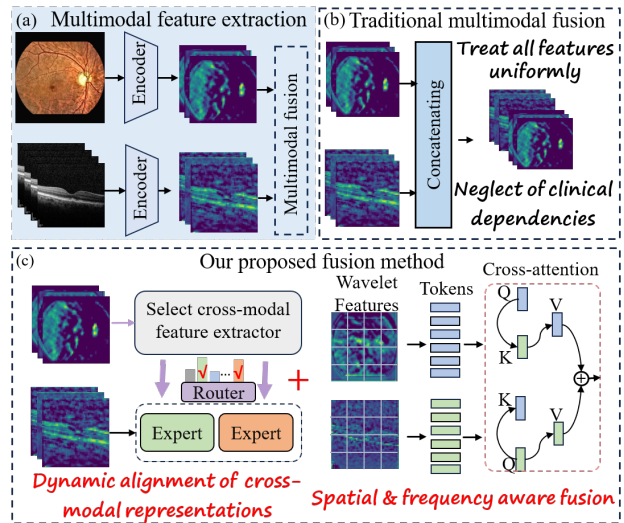 (a) Multimodal feature extraction
Encoder
Encoder
Multimodal fusion
(b) Traditional multimodal fusion
Concatenating
Treat all features
uniformly
Neglect of clinical
dependencies
(c) Our proposed fusion method
Select cross-modal
feature extractor
√ ... √
Router
Expert Expert
+
Dynamic alignment of cross-
modal representations
Wavelet
Features
Tokens
Cross-attention
Q
K
V
K
Q
V
Spatial & frequency aware fusion